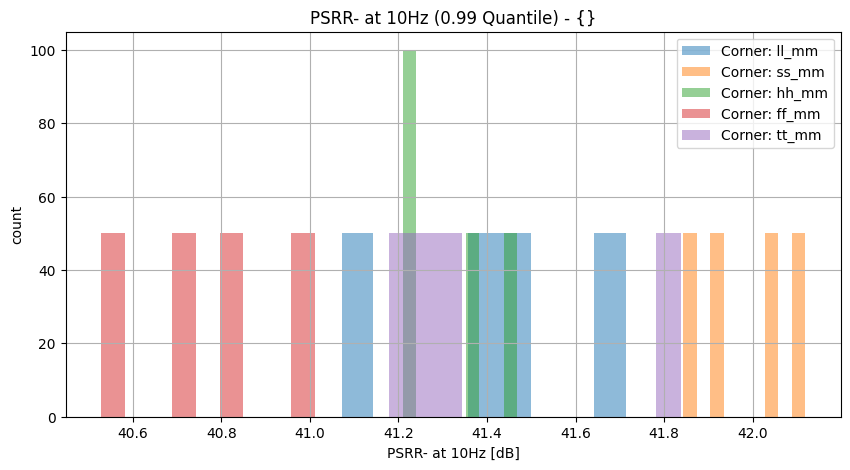 PSRR- at 10Hz (0.99 Quantile) - {}
count
100
80
60
40
20
0
Corner: ll_mm
Corner: ss_mm
Corner: hh_mm
Corner: ff_mm
Corner: tt_mm
40.6 40.8 41.0 41.2 41.4 41.6 41.8 42.0
PSRR- at 10Hz [dB]